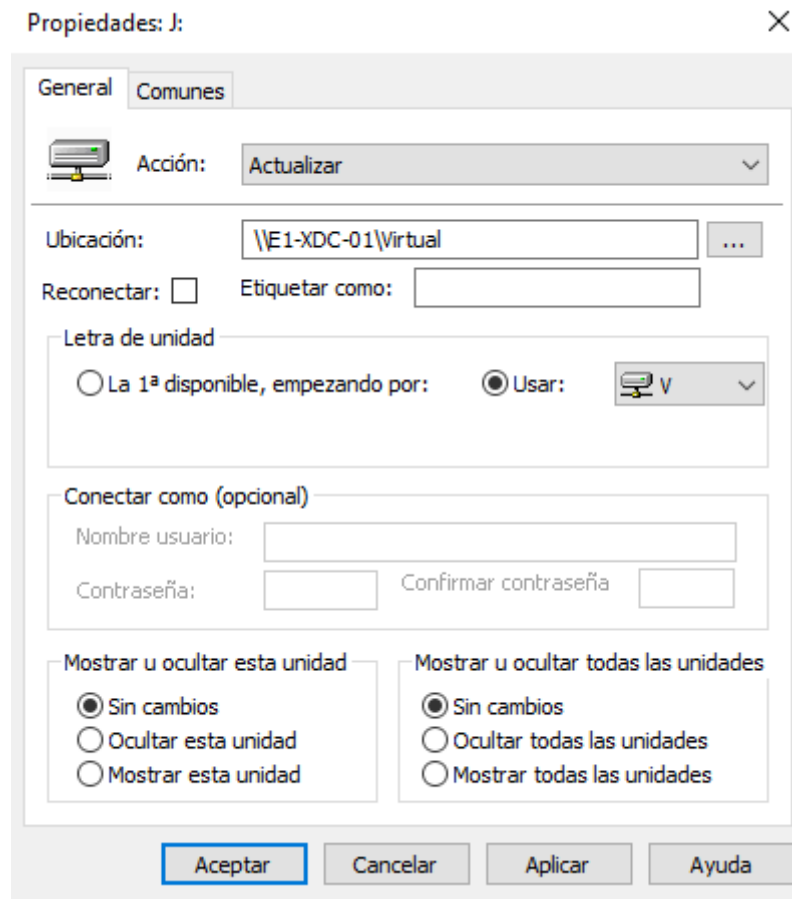 Propiedades: J:
General Comunes
Acción: Actualizar
Ubicación: \\E1-XDC-01\Virtual ...
Reconectar: Etiquetar como:
Letra de unidad
La 1ª disponible, empezando por: Usar: V
Conectar como (opcional)
Nombre usuario:
Contraseña: Confirmar contraseña
Mostrar u ocultar esta unidad Mostrar u ocultar todas las unidades
Sin cambios Sin cambios
Ocultar esta unidad Ocultar todas las unidades
Mostrar esta unidad Mostrar todas las unidades
Aceptar Cancelar Aplicar Ayuda